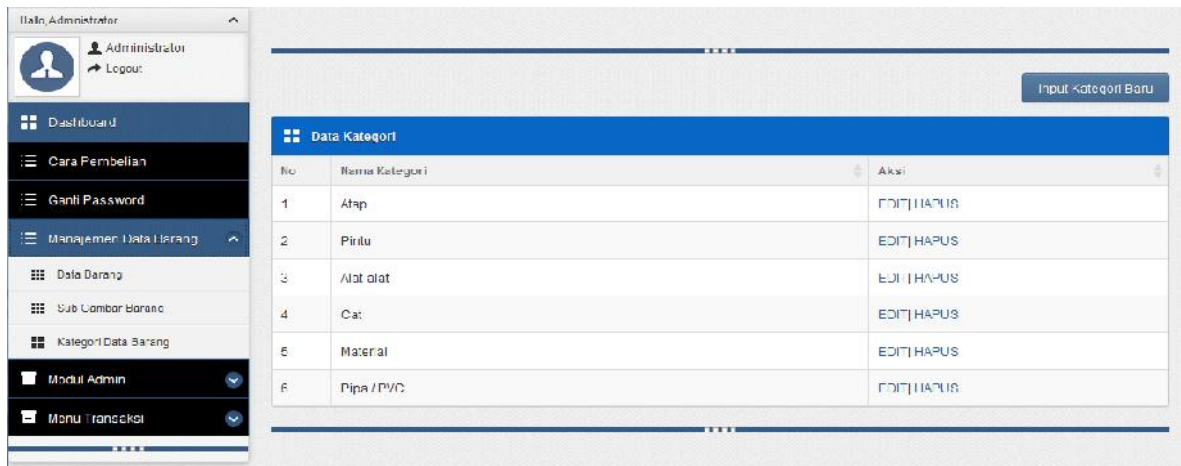 Hallo, Administrator
Administrator
Logout
Dashboard
Cara Pembelian
Ganti Password
Manajemen Data Barang
Data Barang
Sub Gambar Barang
Kategori Data Barang
Modul Admin
Menu Transaksi
Input Kategori Baru
Data Kategori
No Nama Kategori Aksi
1 Atap EDIT| HAPUS
2 Pintu EDIT| HAPUS
3 Alat alat EDIT| HAPUS
4 Cat EDIT| HAPUS
5 Material EDIT| HAPUS
6 Pipa / PVC EDIT| HAPUS